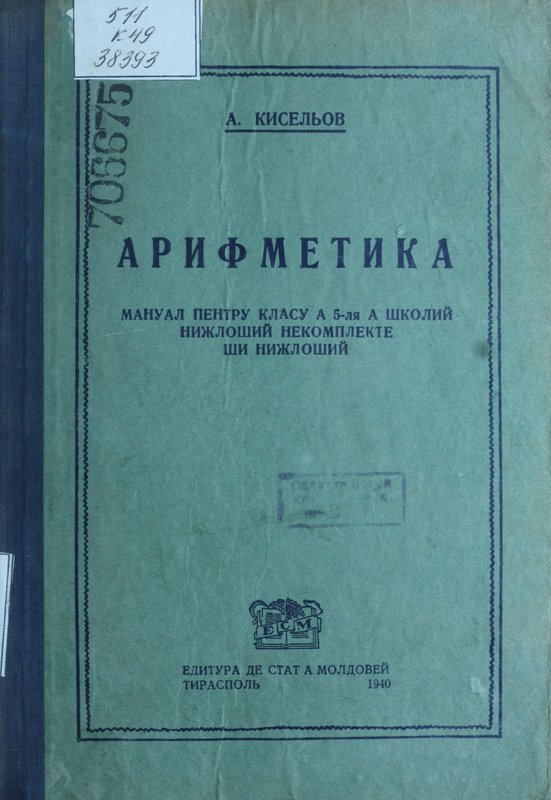 511
К49
38393
706675
А. КИСЕЛЬОВ
АРИФМЕТИКА
МАНУАЛ ПЕНТРУ КЛАСУ А 5-ля А ШКОЛИЙ
НИЖЛОШИЙ НЕКОМПЛЕКТЕ
ШИ НИЖЛОШИЙ
ЕСМ
ЕДИТУРА ДЕ СТАТ А МОЛДОВЕЙ
ТИРАСПОЛЬ 1940